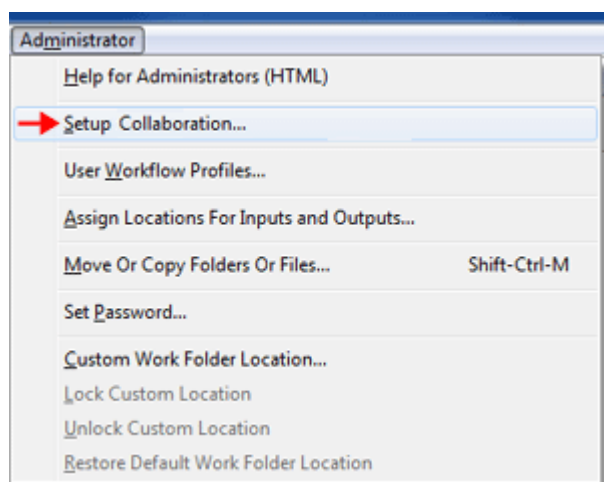 Administrator
Help for Administrators (HTML)
Setup Collaboration...
User Workflow Profiles...
Assign Locations For Inputs and Outputs...
Move Or Copy Folders Or Files... Shift-Ctrl-M
Set Password...
Custom Work Folder Location...
Lock Custom Location
Unlock Custom Location
Restore Default Work Folder Location